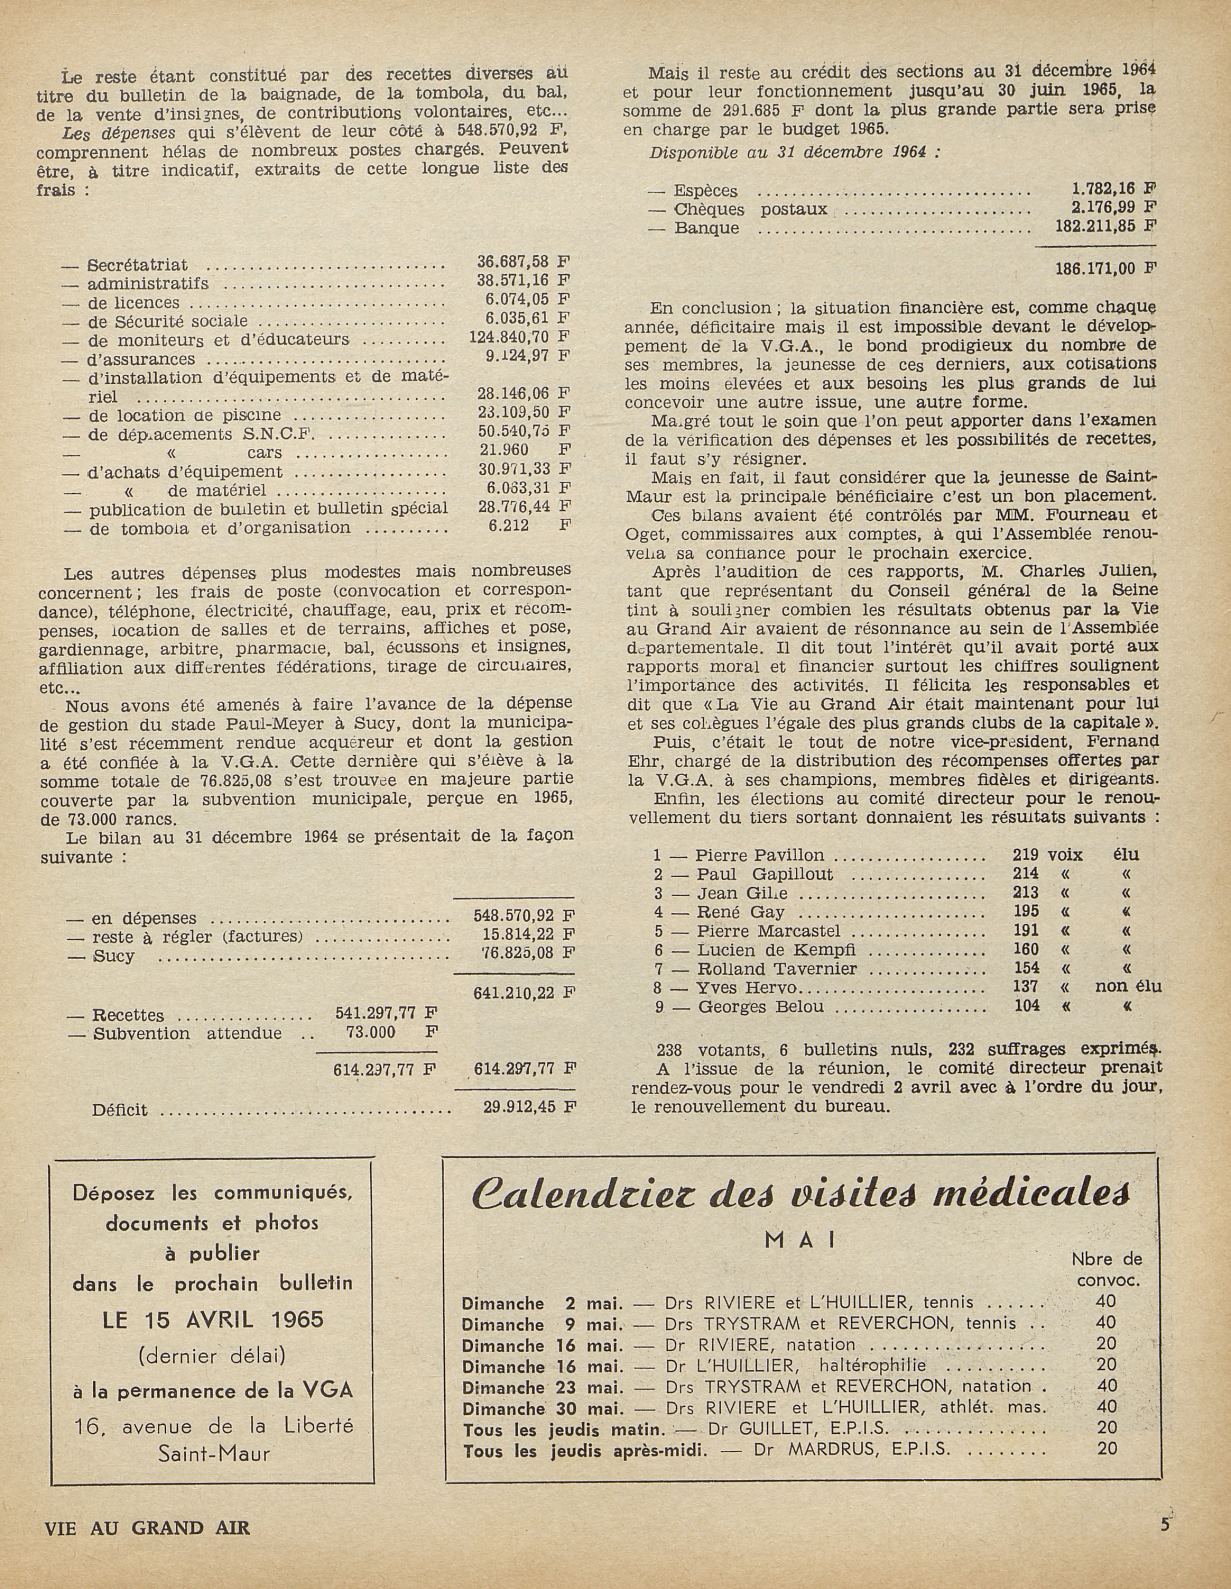 Le reste étant constitué par des recettes diverses au
titre du bulletin de la baignade, de la tombola, du bal,
de la vente d'insignes, de contributions volontaires, etc...
Les dépenses qui s'élèvent de leur côté à 548.570,92 F,
comprennent hélas de nombreux postes chargés. Peuvent
être, à titre indicatif, extraits de cette longue liste des
frais :
— Secrétatriat ............................ 36.687,58 F
— administratifs .......................... 38.571,16 F
— de licences .............................. 6.074,05 F
— de Sécurité sociale ...................... 6.035,61 F
— de moniteurs et d'éducateurs .......... 124.840,70 F
— d'assurances ............................ 9.124,97 F
— d'installation d'équipements et de maté-
riel .................................... 28.146,06 F
— de location de piscine .................. 23.109,50 F
— de déplacements S.N.C.F. .............. 50.540,75 F
— « cars .................. 21.960 F
— d'achats d'équipement .................. 30.971,33 F
— « de matériel .................... 6.063,31 F
— publication de bulletin et bulletin spécial 28.776,44 F
— de tombola et d'organisation .......... 6.212 F
Les autres dépenses plus modestes mais nombreuses
concernent ; les frais de poste (convocation et correspon-
dance), téléphone, électricité, chauffage, eau, prix et récom-
penses, location de salles et de terrains, affiches et pose,
gardiennage, arbitre, pharmacie, bal, écussons et insignes,
affiliation aux différentes fédérations, tirage de circulaires,
etc...
Nous avons été amenés à faire l'avance de la dépense
de gestion du stade Paul-Meyer à Sucy, dont la municipa-
lité s'est récemment rendue acquéreur et dont la gestion
a été confiée à la V.G.A. Cette dernière qui s'élève à la
somme totale de 76.825,08 s'est trouvée en majeure partie
couverte par la subvention municipale, perçue en 1965,
de 73.000 rancs.
Le bilan au 31 décembre 1964 se présentait de la façon
suivante :
— en dépenses ............................ 548.570,92 F
— reste à régler (factures) ................ 15.814,22 F
— Sucy .................................. 76.825,08 F
641.210,22 F
— Recettes ................ 541.297,77 F
— Subvention attendue .. 73.000 F
614.297,77 F 614.297,77 F
Déficit .................................. 29.912,45 F
Mais il reste au crédit des sections au 31 décembre 1964
et pour leur fonctionnement jusqu'au 30 juin 1965, la
somme de 291.685 F dont la plus grande partie sera prise
en charge par le budget 1965.
Disponible au 31 décembre 1964 :
— Espèces ................................ 1.782,16 F
— Chèques postaux ...................... 2.176,99 F
— Banque ................................ 182.211,85 F
186.171,00 F
En conclusion ; la situation financière est, comme chaque
année, déficitaire mais il est impossible devant le dévelop-
pement de la V.G.A., le bond prodigieux du nombre de
ses membres, la jeunesse de ces derniers, aux cotisations
les moins élevées et aux besoins les plus grands de lui
concevoir une autre issue, une autre forme.
Malgré tout le soin que l'on peut apporter dans l'examen
de la vérification des dépenses et les possibilités de recettes,
il faut s'y résigner.
Mais en fait, il faut considérer que la jeunesse de Saint-
Maur est la principale bénéficiaire c'est un bon placement.
Ces bilans avaient été contrôlés par MM. Fourneau et
Oget, commissaires aux comptes, à qui l'Assemblée renou-
vella sa confiance pour le prochain exercice.
Après l'audition de ces rapports, M. Charles Julien,
tant que représentant du Conseil général de la Seine
tint à souligner combien les résultats obtenus par la Vie
au Grand Air avaient de résonnance au sein de l'Assemblée
départementale. Il dit tout l'intérêt qu'il avait porté aux
rapports moral et financier surtout les chiffres soulignent
l'importance des activités. Il félicita les responsables et
dit que « La Vie au Grand Air était maintenant pour lui
et ses collègues l'égale des plus grands clubs de la capitale ».
Puis, c'était le tout de notre vice-président, Fernand
Ehr, chargé de la distribution des récompenses offertes par
la V.G.A. à ses champions, membres fidèles et dirigeants.
Enfin, les élections au comité directeur pour le renou-
vellement du tiers sortant donnaient les résultats suivants :
1 — Pierre Pavillon .................. 219 voix élu
2 — Paul Gapillout ................ 214 « «
3 — Jean Gille ...................... 213 « «
4 — René Gay ...................... 195 « «
5 — Pierre Marcastel ................ 191 « «
6 — Lucien de Kempfi .............. 160 « «
7 — Rolland Tavernier .............. 154 « «
8 — Yves Hervo...................... 137 « non élu
9 — Georges Belou .................. 104 « «
238 votants, 6 bulletins nuls, 232 suffrages exprimés.
A l'issue de la réunion, le comité directeur prenait
rendez-vous pour le vendredi 2 avril avec à l'ordre du jour,
le renouvellement du bureau.
Déposez les communiqués,
documents et photos
à publier
dans le prochain bulletin
LE 15 AVRIL 1965
(dernier délai)
à la permanence de la VGA
16, avenue de la Liberté
Saint-Maur
Calendrier des visites médicales
MAI
Nbre de
convoc.
Dimanche 2 mai. — Drs RIVIERE et L'HUILLIER, tennis ...... 40
Dimanche 9 mai. — Drs TRYSTRAM et REVERCHON, tennis .. 40
Dimanche 16 mai. — Dr RIVIERE, natation .................. 20
Dimanche 16 mai. — Dr L'HUILLIER, haltérophilie .......... 20
Dimanche 23 mai. — Drs TRYSTRAM et REVERCHON, natation . 40
Dimanche 30 mai. — Drs RIVIERE et L'HUILLIER, athlét. mas. 40
Tous les jeudis matin. — Dr GUILLET, E.P.I.S. .............. 20
Tous les jeudis après-midi. — Dr MARDRUS, E.P.I.S. ........ 20
VIE AU GRAND AIR 5